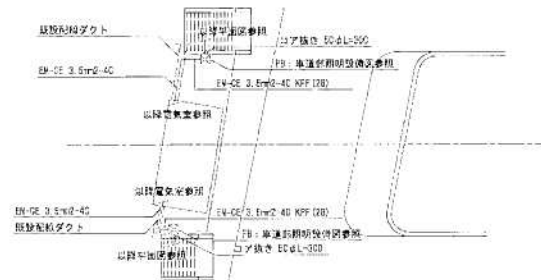 以降平面図参照
既設配線ダクト
コア抜き 50φL=300
PB：車道部照明設備図参照
EM-CE 3.5mm2-4C
EM-CE 3.5mm2-4C KPF(28)
以降電気室参照
以降電気室参照
EM-CE 3.5mm2-4C
EM-CE 3.5mm2-4C KPF(28)
既設配線ダクト
PB：車道部照明設備図参照
コア抜き 50φL=300
以降平面図参照